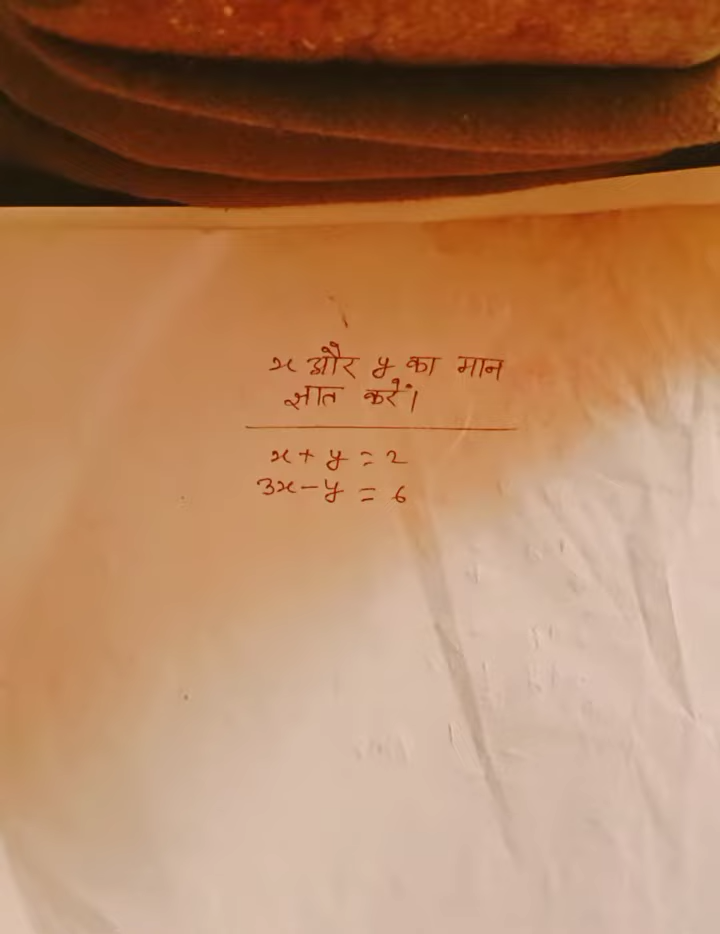 x और y का मान
ज्ञात करें।
x + y = 2
3x - y = 6